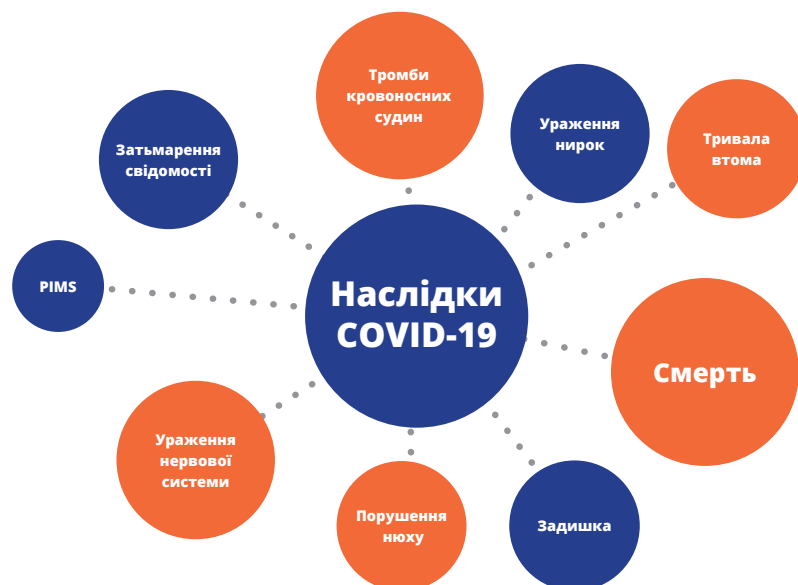 Тромби
кровоносних
судин
Ураження
нирок
Тривала
втома
Затьмарення
свідомості
PIMS
Наслідки
COVID-19
Смерть
Ураження
нервової
системи
Порушення
нюху
Задишка